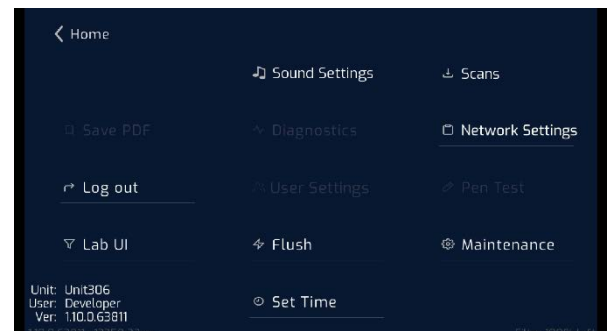 Home
Sound Settings
Scans
Save PDF
Diagnostics
Network Settings
Log out
User Settings
Pen Test
Lab UI
Flush
Maintenance
Unit: Unit306
User: Developer
Ver: 1.10.0.63811
Set Time